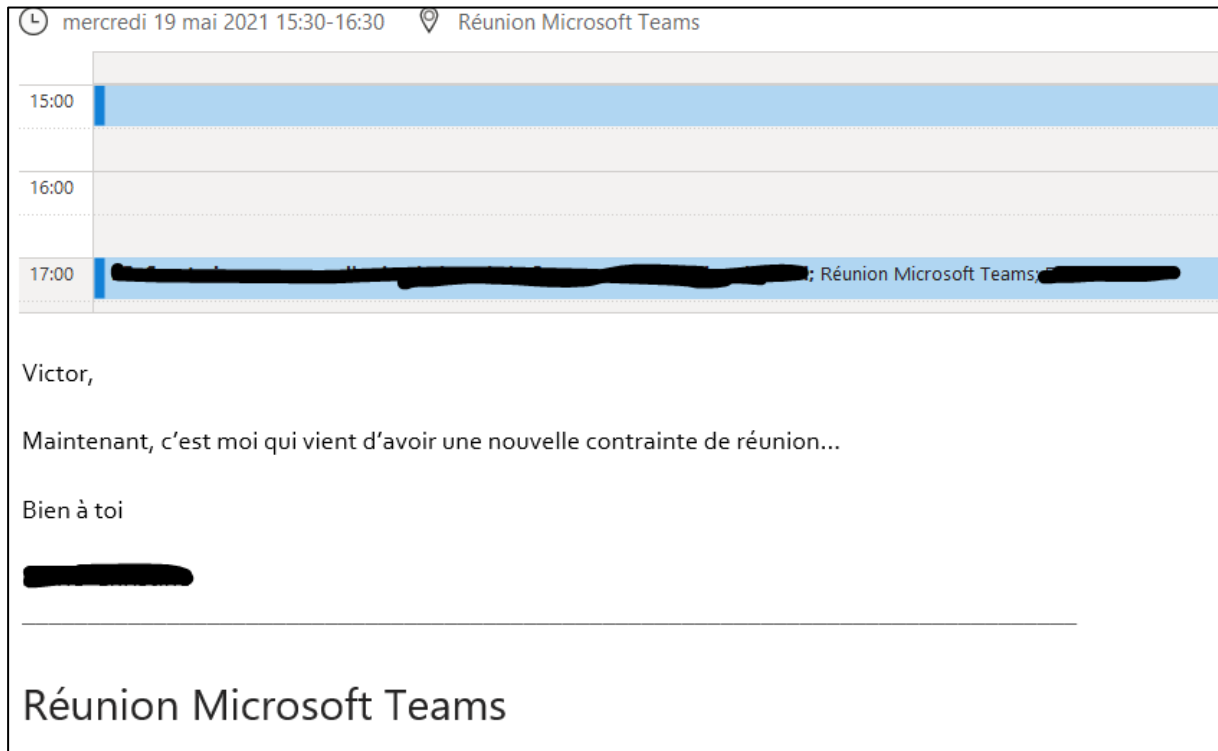 mercredi 19 mai 2021 15:30-16:30 Réunion Microsoft Teams
15:00
16:00
17:00 ; Réunion Microsoft Teams;
Victor,
Maintenant, c’est moi qui vient d’avoir une nouvelle contrainte de réunion...
Bien à toi
Réunion Microsoft Teams